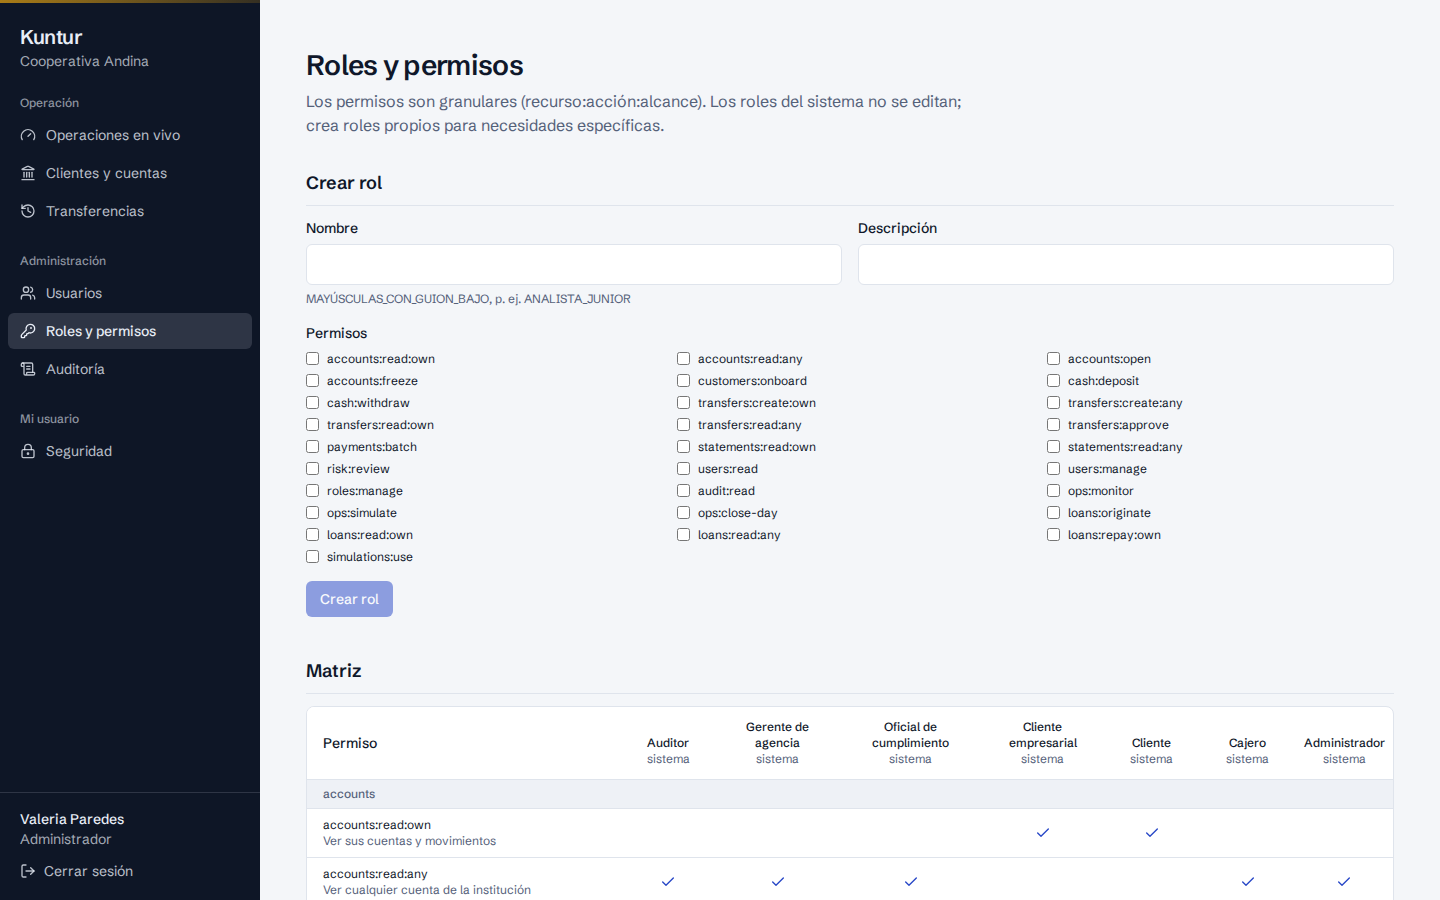 Kuntur
Cooperativa Andina
Operación
Operaciones en vivo
Clientes y cuentas
Transferencias
Administración
Usuarios
Roles y permisos
Auditoría
Mi usuario
Seguridad
Valeria Paredes
Administrador
Cerrar sesión
Roles y permisos
Los permisos son granulares (recurso:acción:alcance). Los roles del sistema no se editan;
crea roles propios para necesidades específicas.
Crear rol
Nombre
Descripción
MAYÚSCULAS_CON_GUION_BAJO, p. ej. ANALISTA_JUNIOR
Permisos
accounts:read:own
accounts:read:any
accounts:open
accounts:freeze
customers:onboard
cash:deposit
cash:withdraw
transfers:create:own
transfers:create:any
transfers:read:own
transfers:read:any
transfers:approve
payments:batch
statements:read:own
statements:read:any
risk:review
users:read
users:manage
roles:manage
audit:read
ops:monitor
ops:simulate
ops:close-day
loans:originate
loans:read:own
loans:read:any
loans:repay:own
simulations:use
Crear rol
Matriz
Permiso
Auditor
sistema
Gerente de
agencia
sistema
Oficial de
cumplimiento
sistema
Cliente
empresarial
sistema
Cliente
sistema
Cajero
sistema
Administrador
sistema
accounts
accounts:read:own
Ver sus cuentas y movimientos
accounts:read:any
Ver cualquier cuenta de la institución